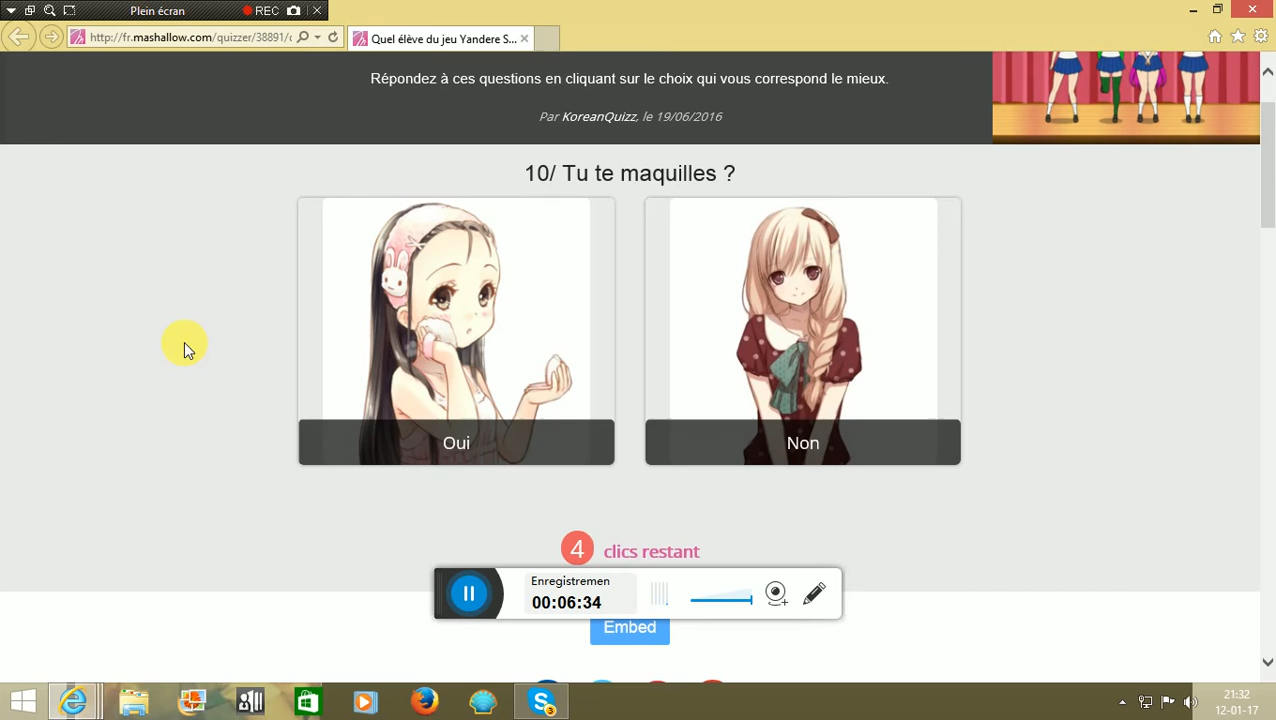 Plein écran
REC
http://fr.mashallow.com/quizzer/38891/c
Quel élève du jeu Yandere S...
Répondez à ces questions en cliquant sur le choix qui vous correspond le mieux.
Par KoreanQuizz, le 19/06/2016
10/ Tu te maquilles ?
Oui
Non
4 clics restant
Enregistremen
00:06:34
Embed
3
21:32
12-01-17